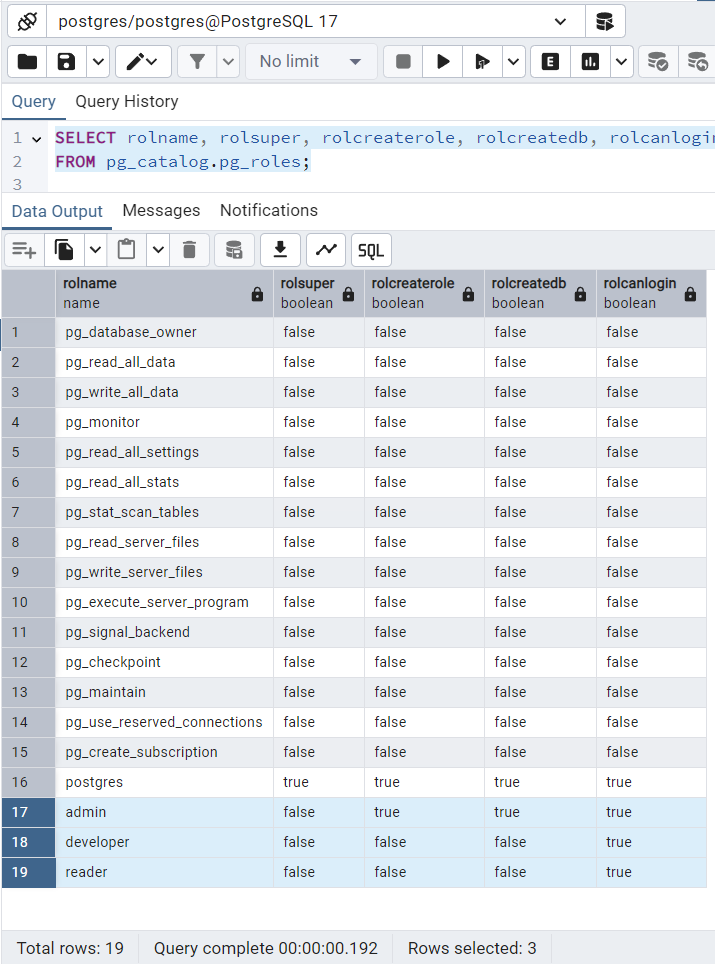 postgres/postgres@PostgreSQL 17
No limit
E
Query Query History
1 SELECT rolname, rolsuper, rolcreaterole, rolcreatedb, rolcanlogin
2 FROM pg_catalog.pg_roles;
3
Data Output Messages Notifications
SQL
rolname rolsuper rolcreaterole rolcreatedb rolcanlogin
name boolean boolean boolean boolean
1 pg_database_owner false false false false
2 pg_read_all_data false false false false
3 pg_write_all_data false false false false
4 pg_monitor false false false false
5 pg_read_all_settings false false false false
6 pg_read_all_stats false false false false
7 pg_stat_scan_tables false false false false
8 pg_read_server_files false false false false
9 pg_write_server_files false false false false
10 pg_execute_server_program false false false false
11 pg_signal_backend false false false false
12 pg_checkpoint false false false false
13 pg_maintain false false false false
14 pg_use_reserved_connections false false false false
15 pg_create_subscription false false false false
16 postgres true true true true
17 admin false true true true
18 developer false false false true
19 reader false false false true
Total rows: 19 Query complete 00:00:00.192 Rows selected: 3